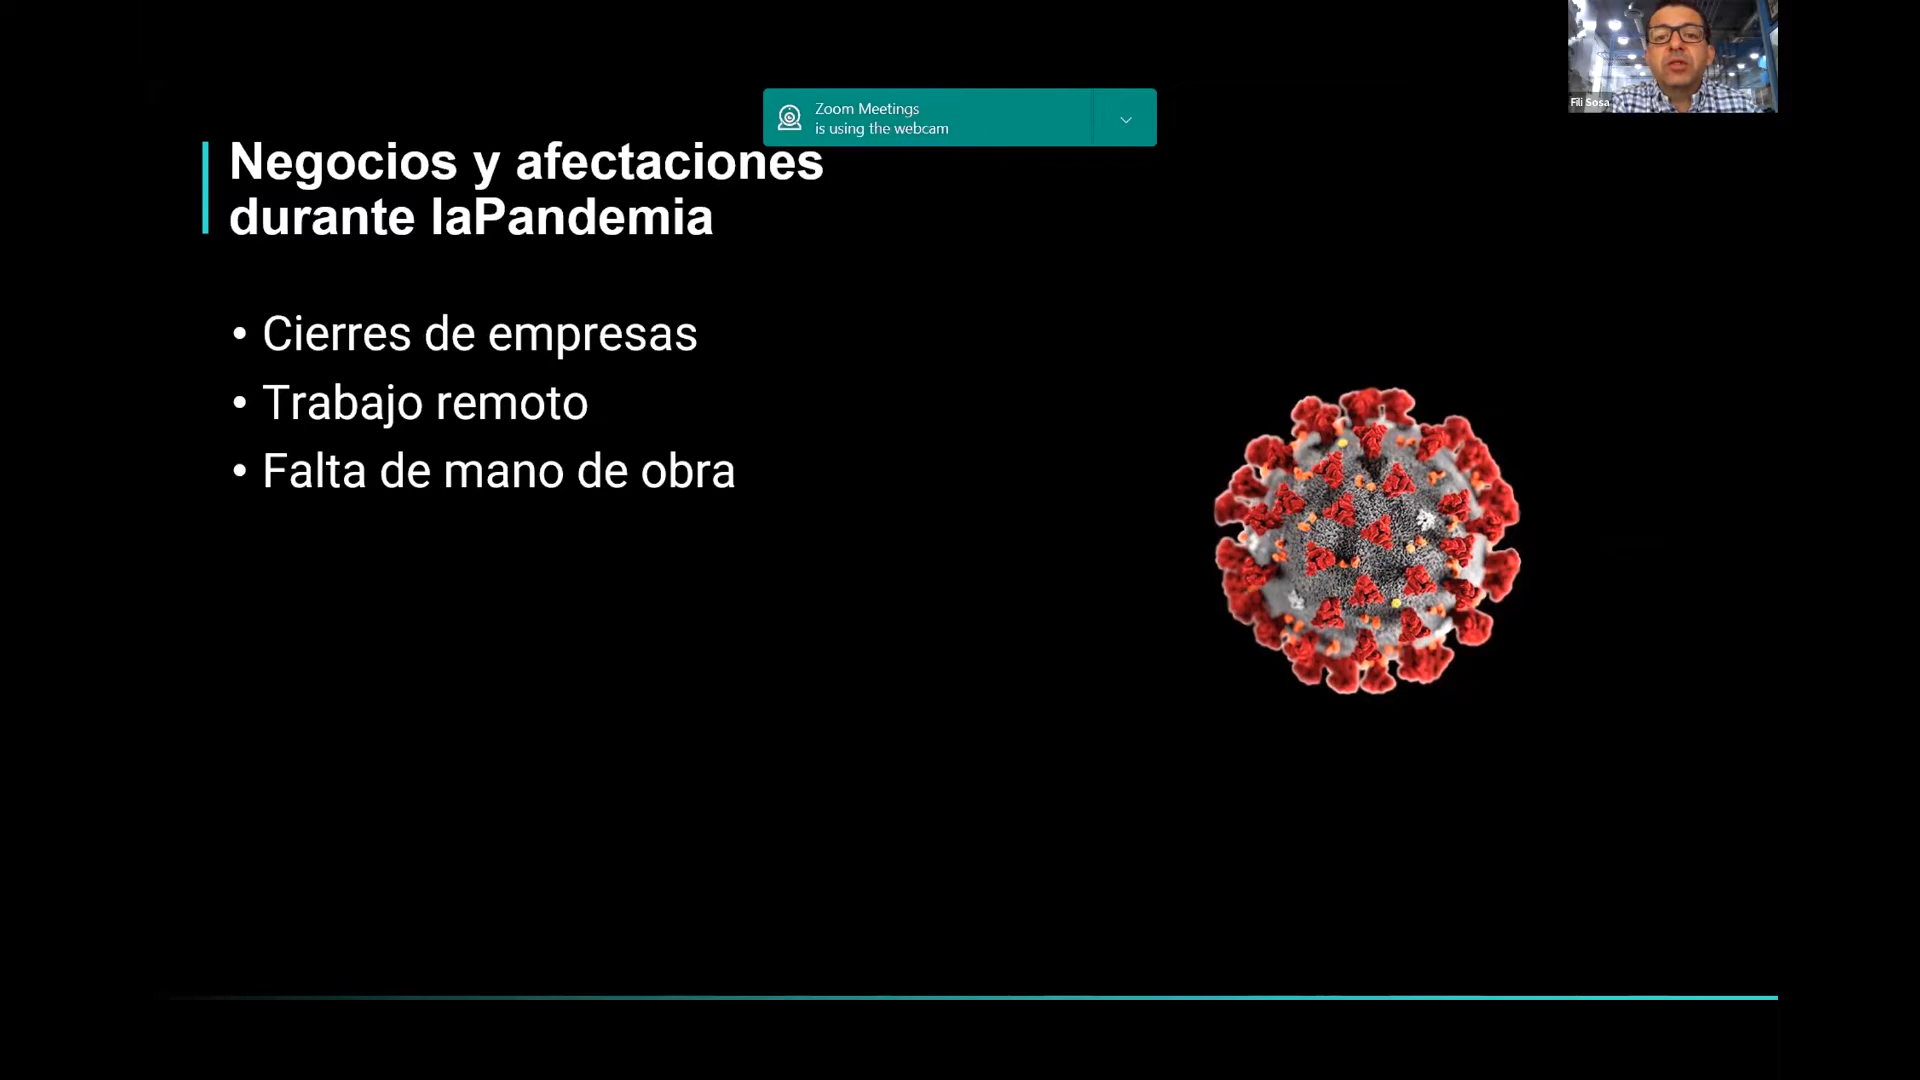 Zoom Meetings
is using the webcam
Fili Sosa
Negocios y afectaciones
durante laPandemia
• Cierres de empresas
• Trabajo remoto
• Falta de mano de obra